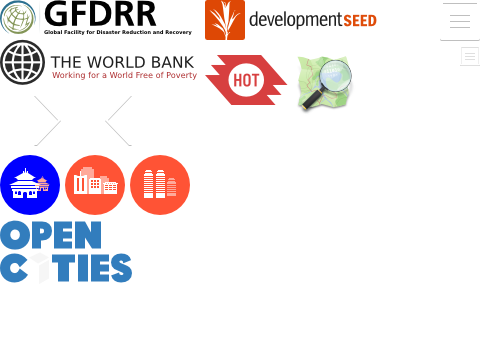 GFDRR
Global Facility for Disaster Reduction and Recovery
developmentSEED
THE WORLD BANK
Working for a World Free of Poverty
HOT
OPEN
CITIES